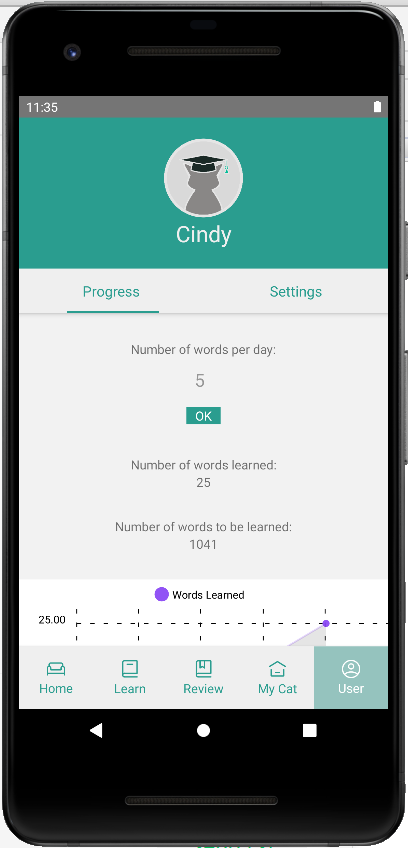 11:35
Cindy
Progress Settings
Number of words per day:
5
OK
Number of words learned:
25
Number of words to be learned:
1041
Words Learned
25.00
Home Learn Review My Cat User